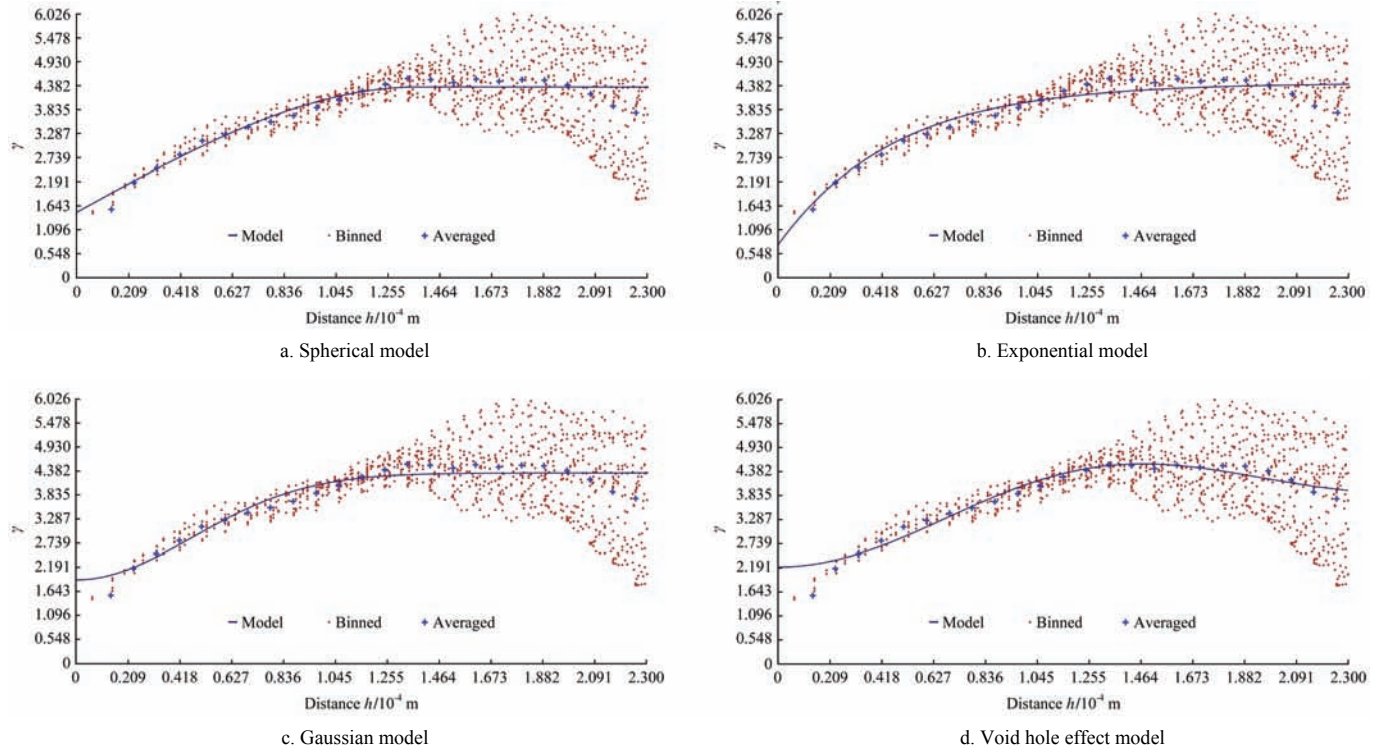 6.026
5.478
4.930
4.382
3.835
3.287
2.739
2.191
1.643
1.096
0.548
0
γ
Model Binned Averaged
0 0.209 0.418 0.627 0.836 1.045 1.255 1.464 1.673 1.882 2.091 2.300
Distance h/10⁻⁴ m
a. Spherical model
6.026
5.478
4.930
4.382
3.835
3.287
2.739
2.191
1.643
1.096
0.548
0
γ
Model Binned Averaged
0 0.209 0.418 0.627 0.836 1.045 1.255 1.464 1.673 1.882 2.091 2.300
Distance h/10⁻⁴ m
b. Exponential model
6.026
5.478
4.930
4.382
3.835
3.287
2.739
2.191
1.643
1.096
0.548
0
γ
Model Binned Averaged
0 0.209 0.418 0.627 0.836 1.045 1.255 1.464 1.673 1.882 2.091 2.300
Distance h/10⁻⁴ m
c. Gaussian model
6.026
5.478
4.930
4.382
3.835
3.287
2.739
2.191
1.643
1.096
0.548
0
γ
Model Binned Averaged
0 0.209 0.418 0.627 0.836 1.045 1.255 1.464 1.673 1.882 2.091 2.300
Distance h/10⁻⁴ m
d. Void hole effect model